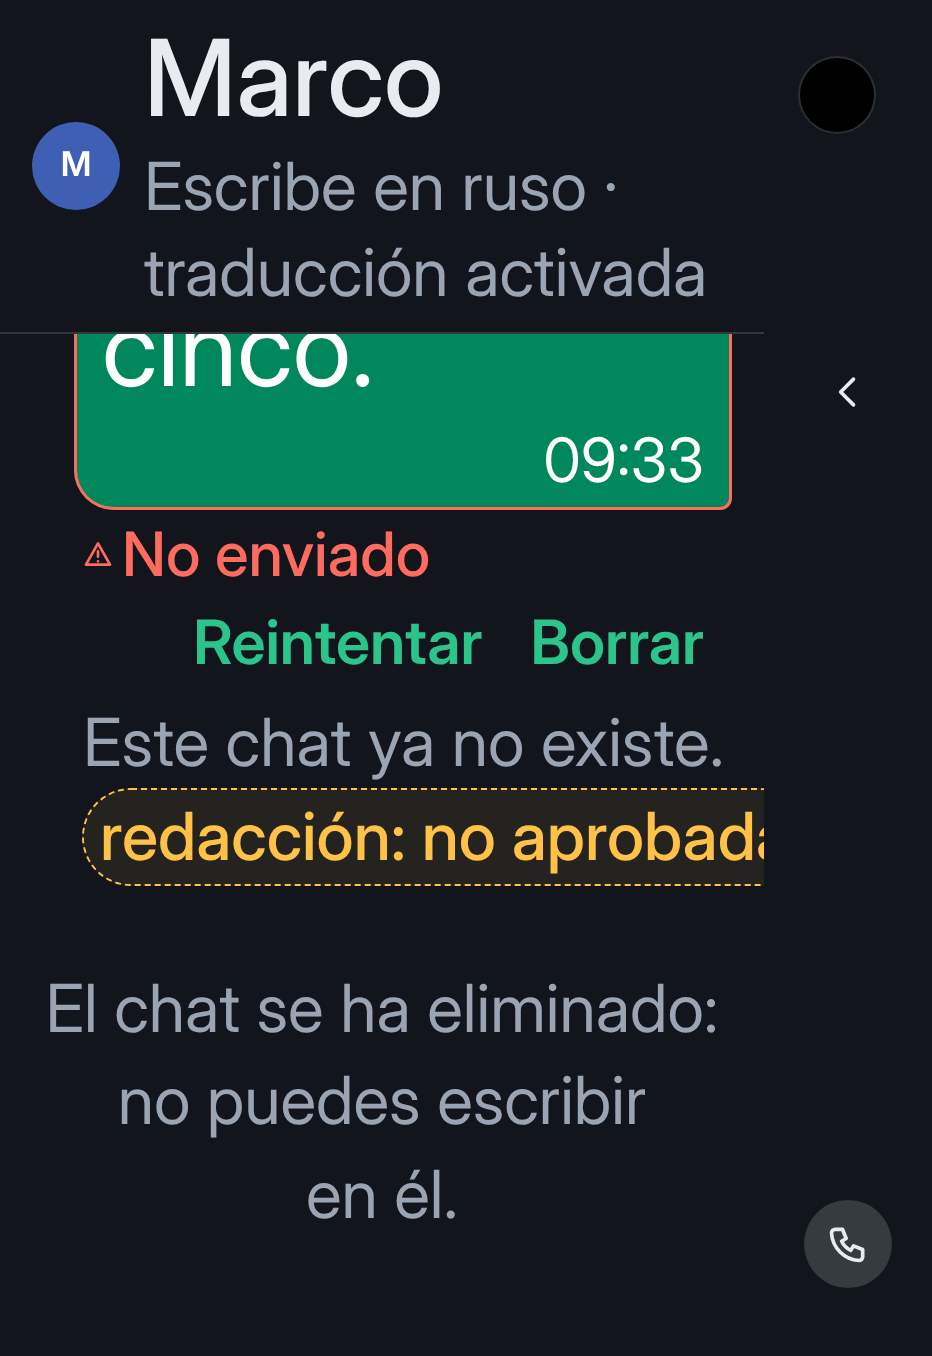 Marco
M
Escribe en ruso ·
traducción activada
cinco.
09:33
No enviado
Reintentar Borrar
Este chat ya no existe.
redacción: no aprobada
El chat se ha eliminado:
no puedes escribir
en él.